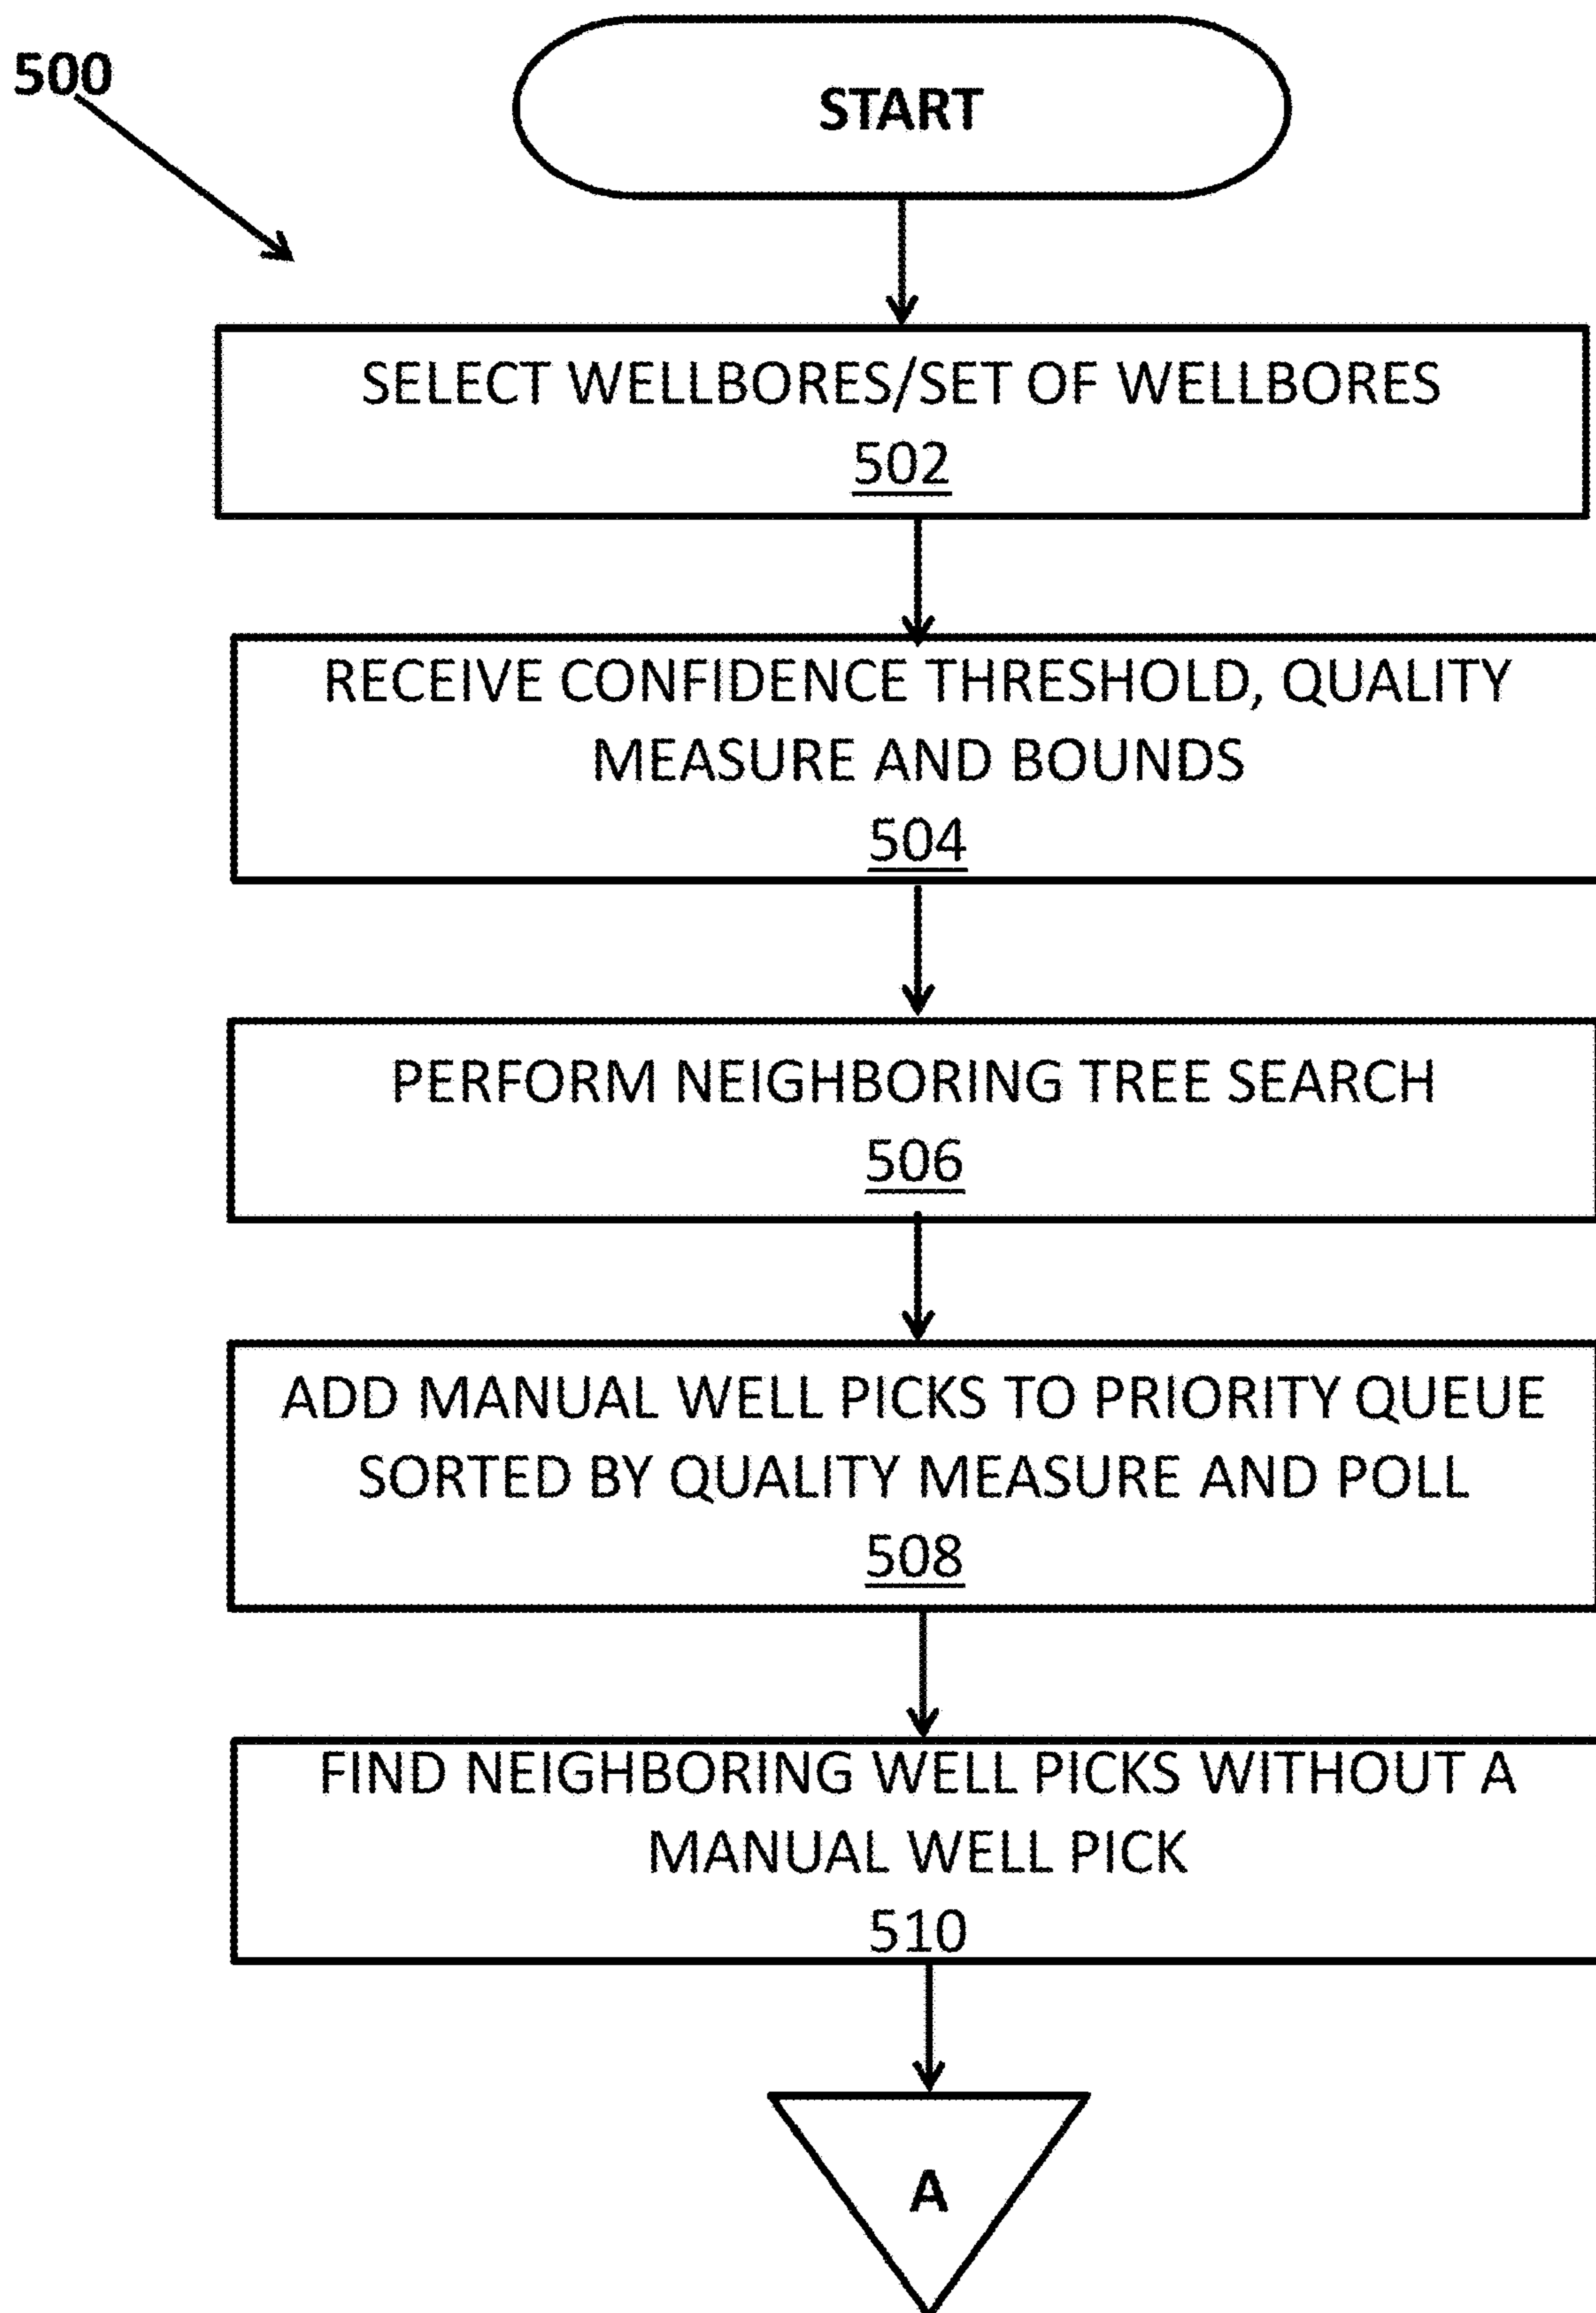 500
START
SELECT WELLBORES/SET OF WELLBORES
502
RECEIVE CONFIDENCE THRESHOLD, QUALITY
MEASURE AND BOUNDS
504
PERFORM NEIGHBORING TREE SEARCH
506
ADD MANUAL WELL PICKS TO PRIORITY QUEUE
SORTED BY QUALITY MEASURE AND POLL
508
FIND NEIGHBORING WELL PICKS WITHOUT A
MANUAL WELL PICK
510
A